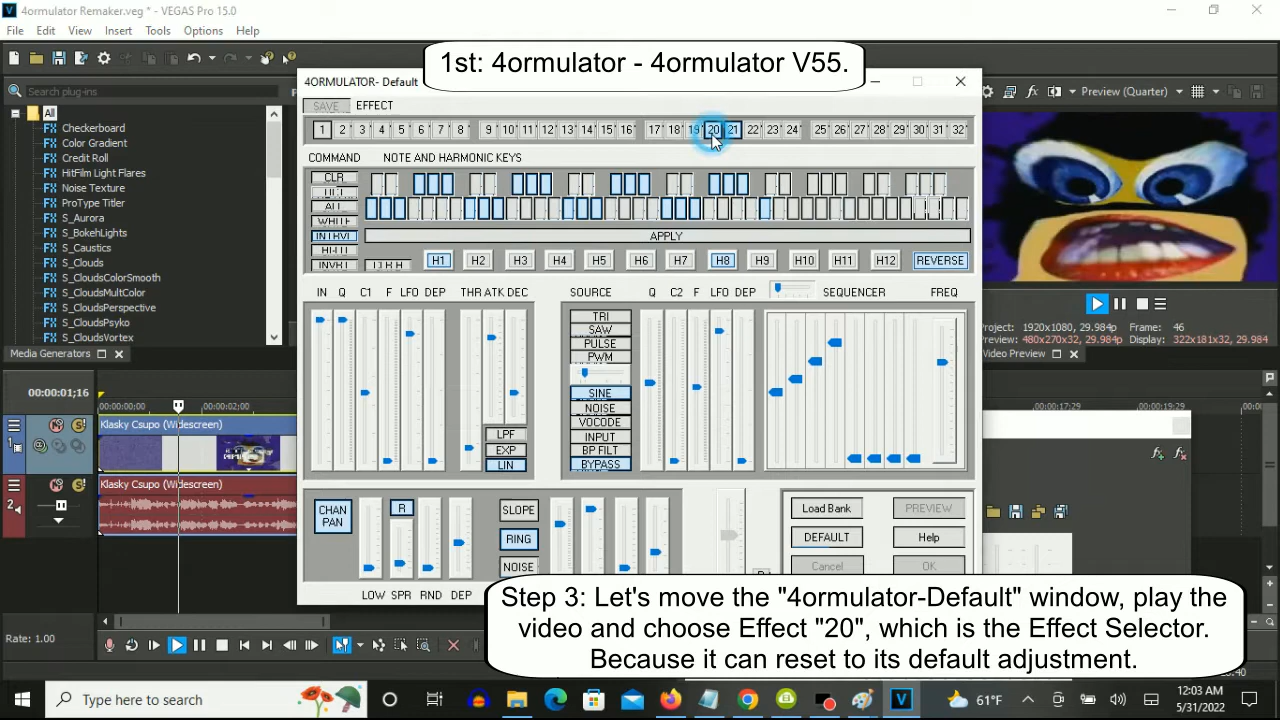 4ormulator Remaker.veg * - VEGAS Pro 15.0
File Edit View Insert Tools Options Help
1st: 4ormulator - 4ormulator V55.
4ORMULATOR- Default
Search plug-ins
Preview (Quarter)
All
Checkerboard
Color Gradient
Credit Roll
HitFilm Light Flares
Noise Texture
ProType Titler
S_Aurora
S_BokehLights
S_Caustics
S_Clouds
S_CloudsColorSmooth
S_CloudsMultColor
S_CloudsPerspective
S_CloudsPsyko
S_CloudsVortex
Media Generators
SAVE EFFECT
1 2 3 4 5 6 7 8 9 10 11 12 13 14 15 16 17 18 19 20 21 22 23 24 25 26 27 28 29 30 31 32
COMMAND NOTE AND HARMONIC KEYS
CLR
ALL
WHITE
INTRVL
INVRT
APPLY
H1 H2 H3 H4 H5 H6 H7 H8 H9 H10 H11 H12 REVERSE
IN Q C1 F LFO DEP THR ATK DEC SOURCE Q C2 F LFO DEP SEQUENCER FREQ
TRI
SAW
PULSE
PWM
SINE
NOISE
VOCODE
INPUT
BP FILT
BYPASS
LPF
EXP
LIN
CHAN PAN
R
SLOPE
RING
NOISE
LOW SPR RND DEP
Load Bank PREVIEW
DEFAULT Help
Cancel OK
Project: 1920x1080, 29.984p Frame: 46
Preview: 480x270x32, 29.984p Display: 322x181x32, 29.984
Video Preview
00:00:01;16
00:00:00;00 00:00:02;00 00:00:17;29 00:00:19;29 00:0
1 Klasky Csupo (Widescreen)
2 Klasky Csupo (Widescreen)
Rate: 1.00
Step 3: Let's move the "4ormulator-Default" window, play the
video and choose Effect "20", which is the Effect Selector.
Because it can reset to its default adjustment.
Type here to search
61°F
12:03 AM
5/31/2022